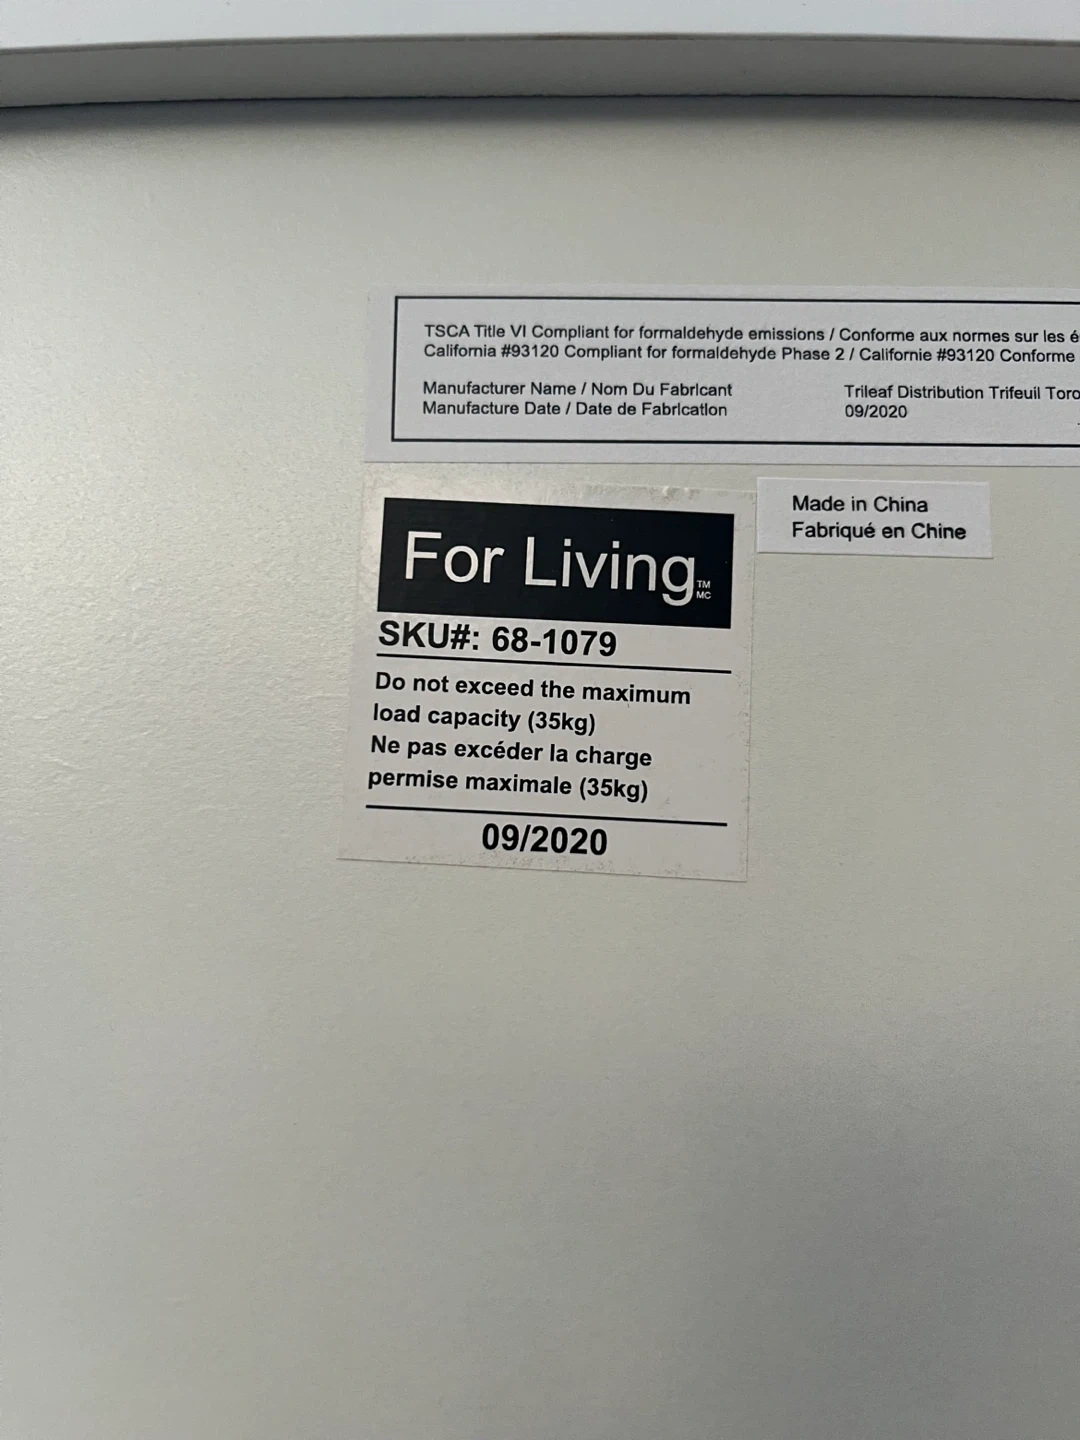 TSCA Title VI Compliant for formaldehyde emissions / Conforme aux normes sur les
California #93120 Compliant for formaldehyde Phase 2 / Californie #93120 Conforme
Manufacturer Name / Nom Du Fabricant
Trileaf Distribution Trifeuil
Manufacture Date / Date de Fabrication
09/2020
Made in China
Fabriqué en Chine
For Living TM MC
SKU#: 68-1079
Do not exceed the maximum
load capacity (35kg)
Ne pas excéder la charge
permise maximale (35kg)
09/2020